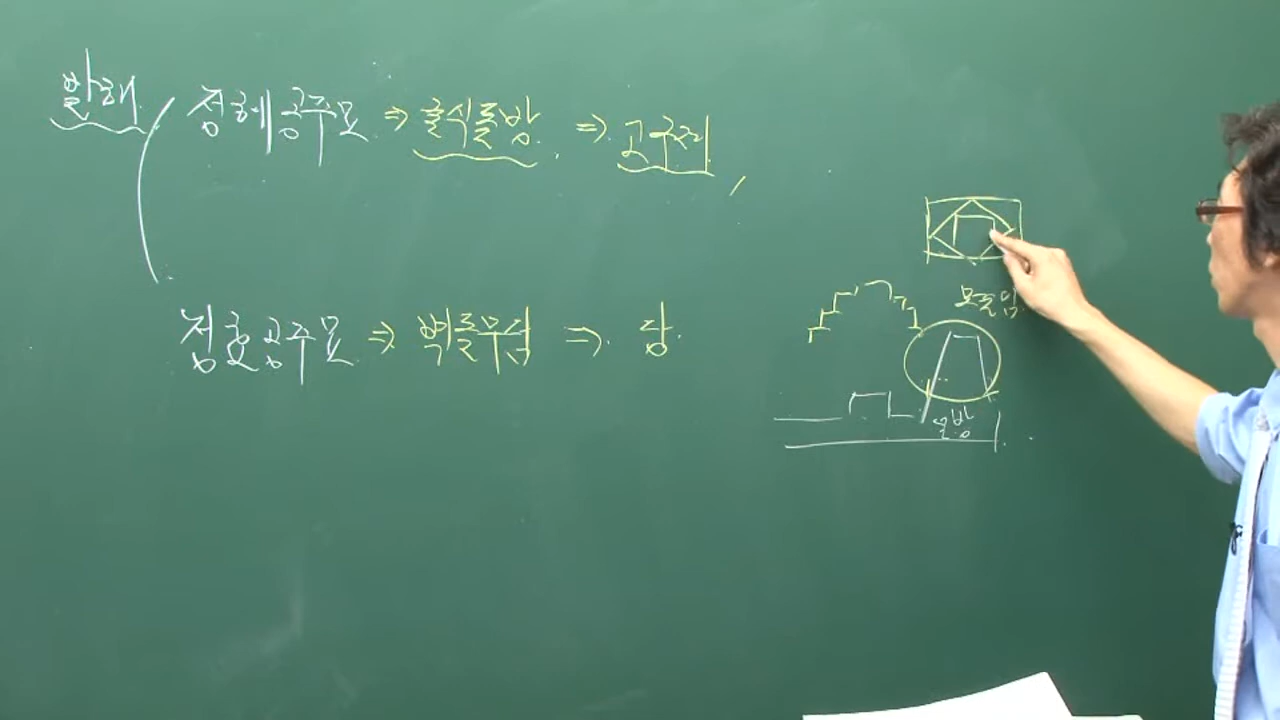 발해
정혜공주묘 ⇒ 굴식돌방 ⇒ 고구려
정효공주묘 ⇒ 벽돌무덤 ⇒ 당
모줄임
널방